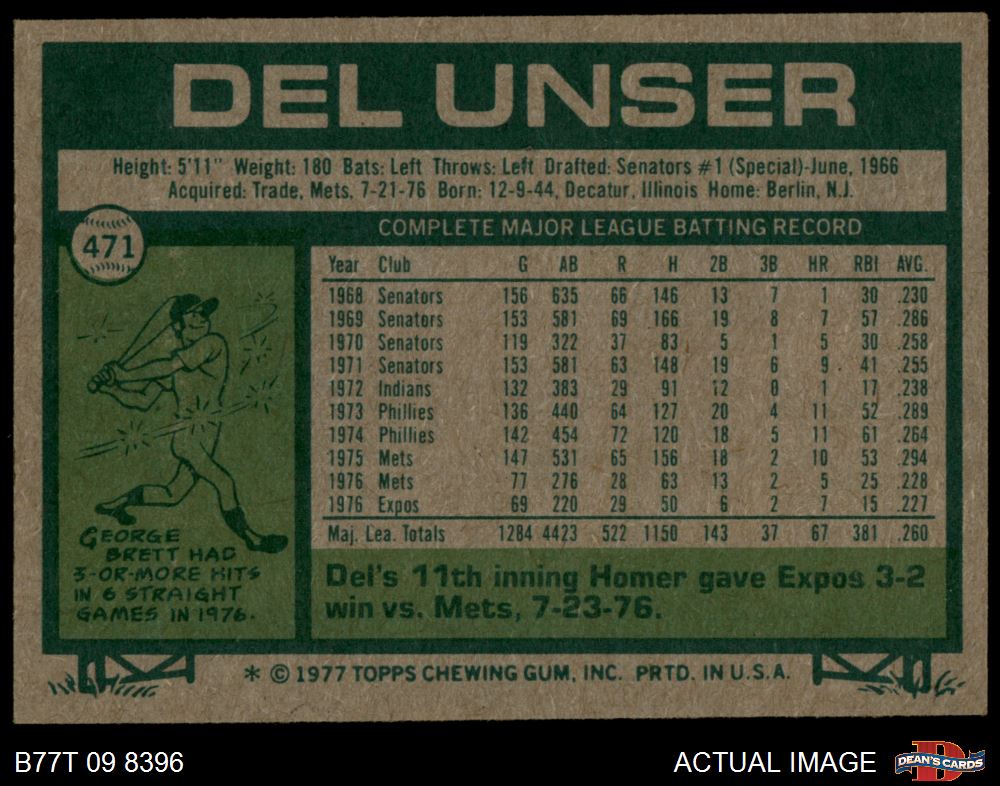 DEL UNSER
Height: 5'11" Weight: 180 Bats: Left Throws: Left Drafted: Senators #1 (Special)-June, 1966
Acquired: Trade, Mets, 7-21-76 Born: 12-9-44, Decatur, Illinois Home: Berlin, N.J.
471
COMPLETE MAJOR LEAGUE BATTING RECORD
Year Club G AB R H 2B 3B HR RBI AVG.
1968 Senators 156 635 66 146 13 7 1 30 .230
1969 Senators 153 581 69 166 19 8 7 57 .286
1970 Senators 119 322 37 83 5 1 5 30 .258
1971 Senators 153 581 63 148 19 6 9 41 .255
1972 Indians 132 383 29 91 12 0 1 17 .238
1973 Phillies 136 440 64 127 20 4 11 52 .289
1974 Phillies 142 454 72 120 18 5 11 61 .264
1975 Mets 147 531 65 156 18 2 10 53 .294
1976 Mets 77 276 28 63 13 2 5 25 .228
1976 Expos 69 220 29 50 6 2 7 15 .227
Maj. Lea. Totals 1284 4423 522 1150 143 37 67 381 .260
GEORGE
BRETT HAD
3-OR-MORE HITS
IN 6 STRAIGHT
GAMES IN 1976.
Del's 11th inning Homer gave Expos 3-2
win vs. Mets, 7-23-76.
* © 1977 TOPPS CHEWING GUM, INC. PRTD. IN U.S.A.
B77T 09 8396
ACTUAL IMAGE
DEAN'S CARDS